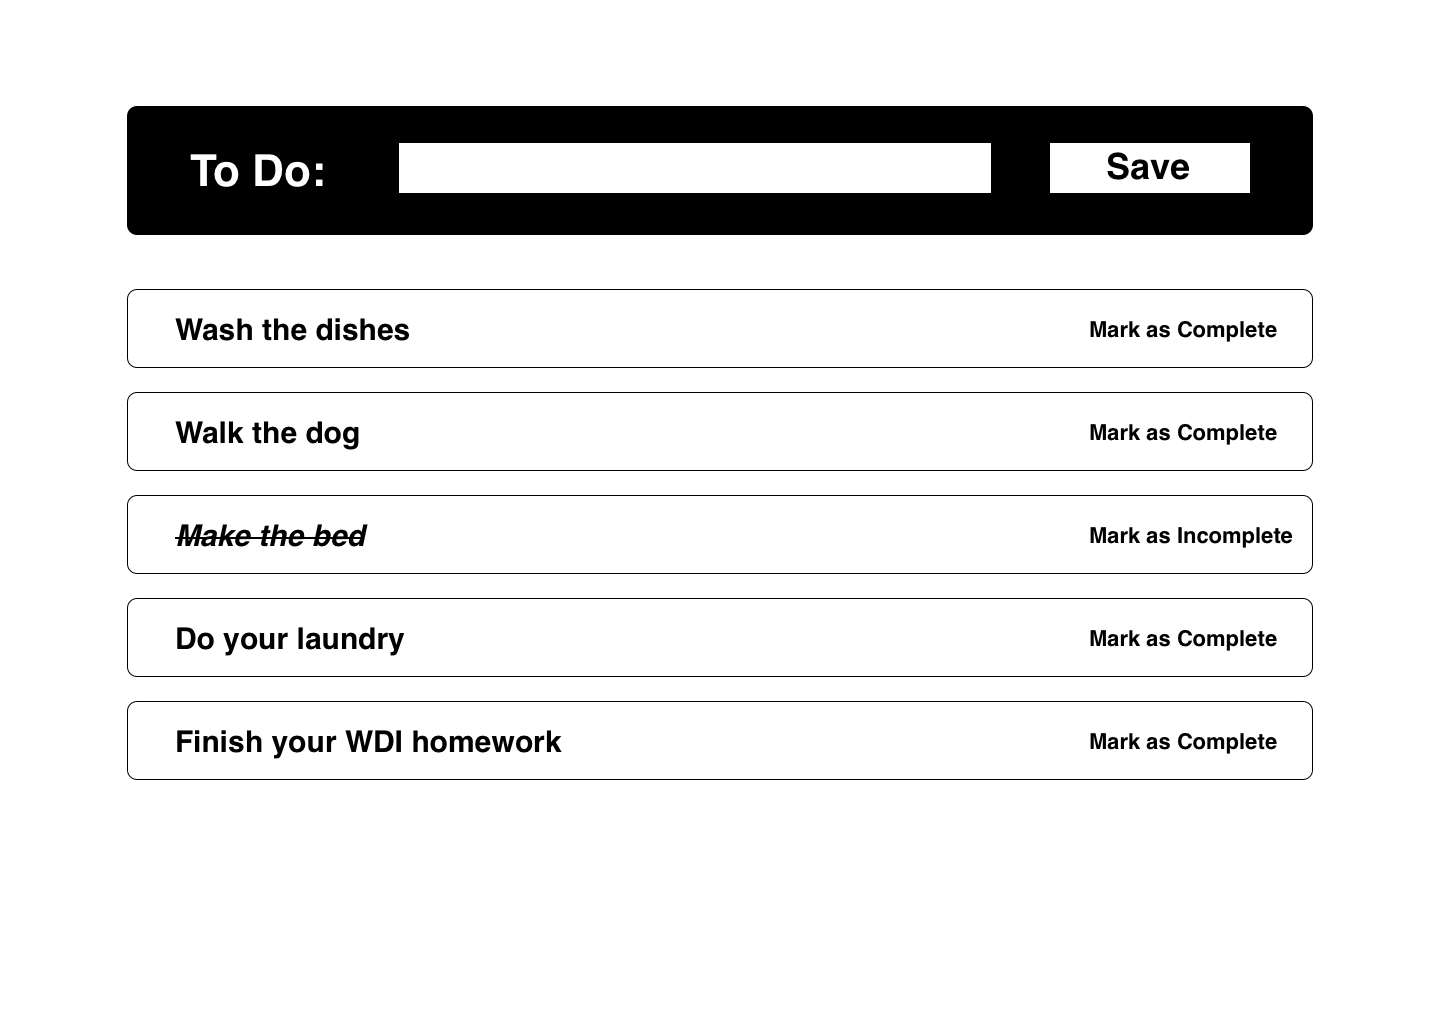 To Do:
Save
Wash the dishes
Mark as Complete
Walk the dog
Mark as Complete
Make the bed
Mark as Incomplete
Do your laundry
Mark as Complete
Finish your WDI homework
Mark as Complete